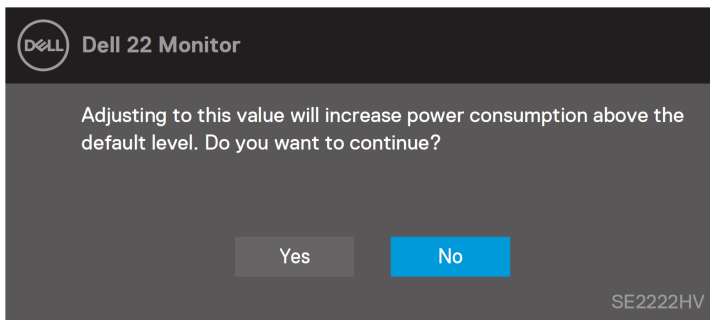 DELL Dell 22 Monitor
Adjusting to this value will increase power consumption above the
default level. Do you want to continue?
Yes No
SE2222HV